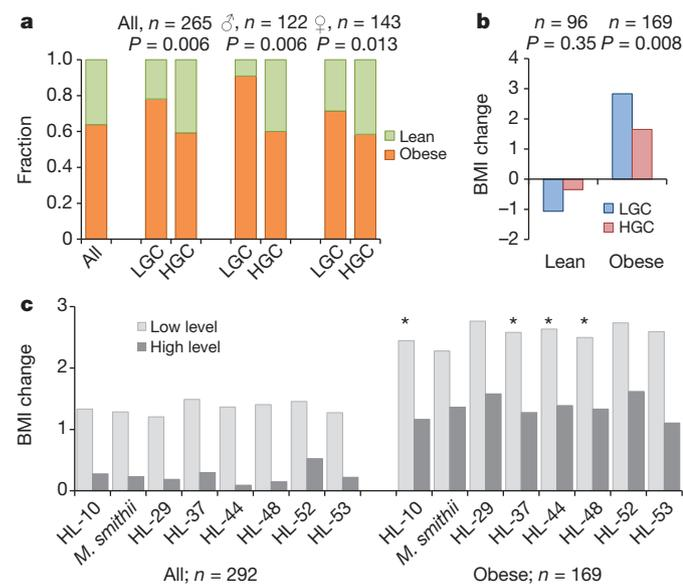 a
All, n = 265 ♂, n = 122 ♀, n = 143
P = 0.006 P = 0.006 P = 0.013
Fraction
1.0
0.8
0.6
0.4
0.2
0
All LGC HGC LGC HGC LGC HGC
Lean
Obese
b
n = 96 n = 169
P = 0.35 P = 0.008
BMI change
4
3
2
1
0
−1
−2
LGC
HGC
Lean Obese
c
BMI change
3
2
1
0
Low level
High level
* * * *
HL-10 M. smithii HL-29 HL-37 HL-44 HL-48 HL-52 HL-53 HL-10 M. smithii HL-29 HL-37 HL-44 HL-48 HL-52 HL-53
All; n = 292 Obese; n = 169